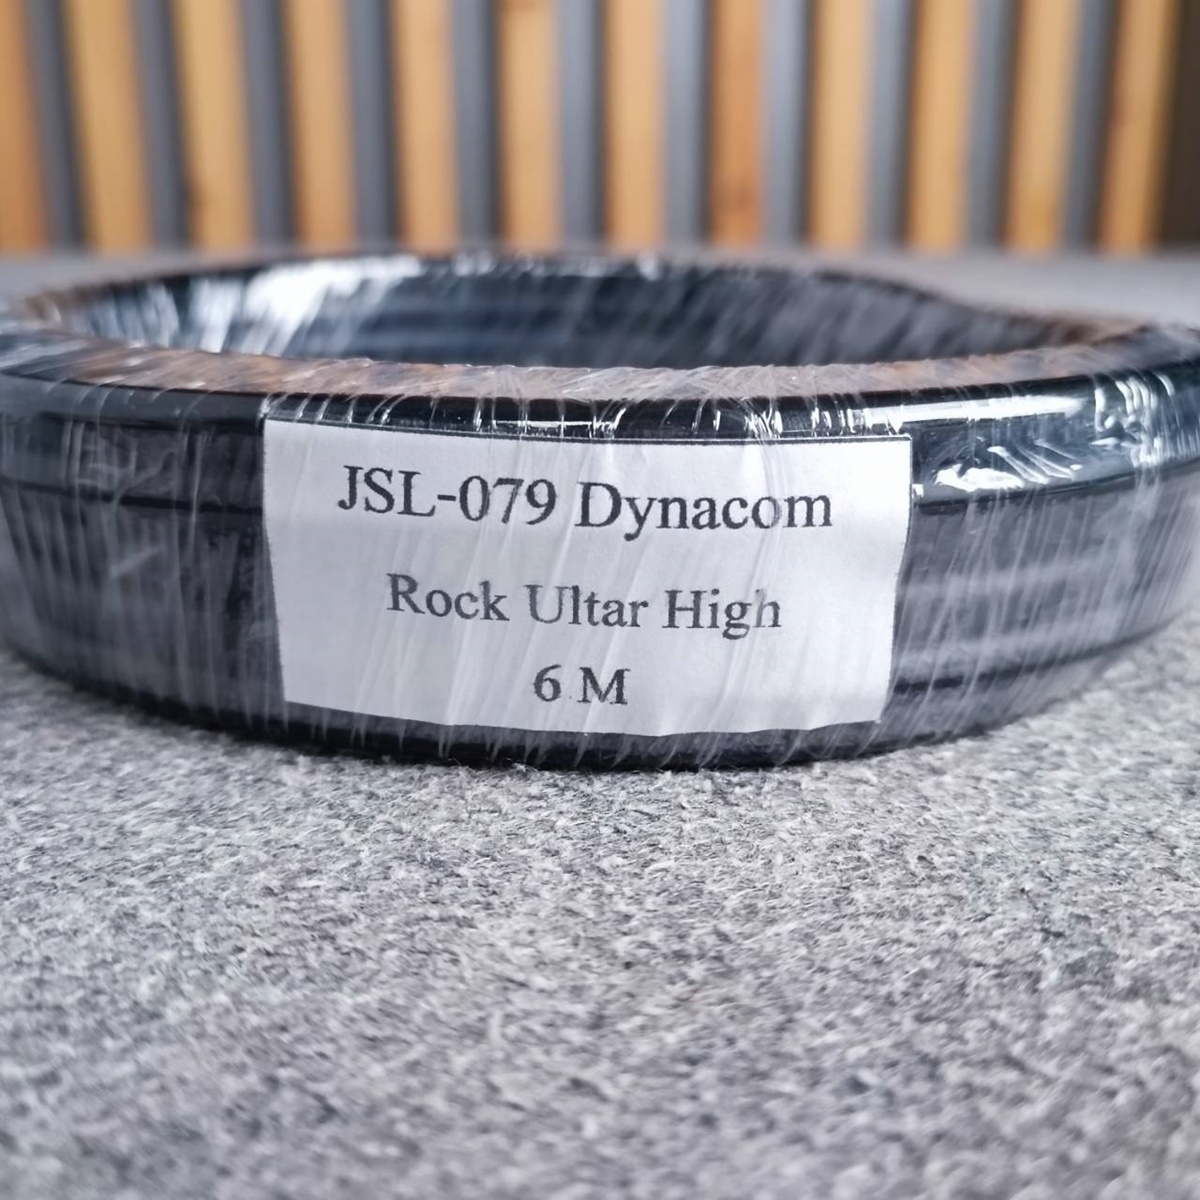 JSL-079 Dynacom
Rock Ultar High
6 M